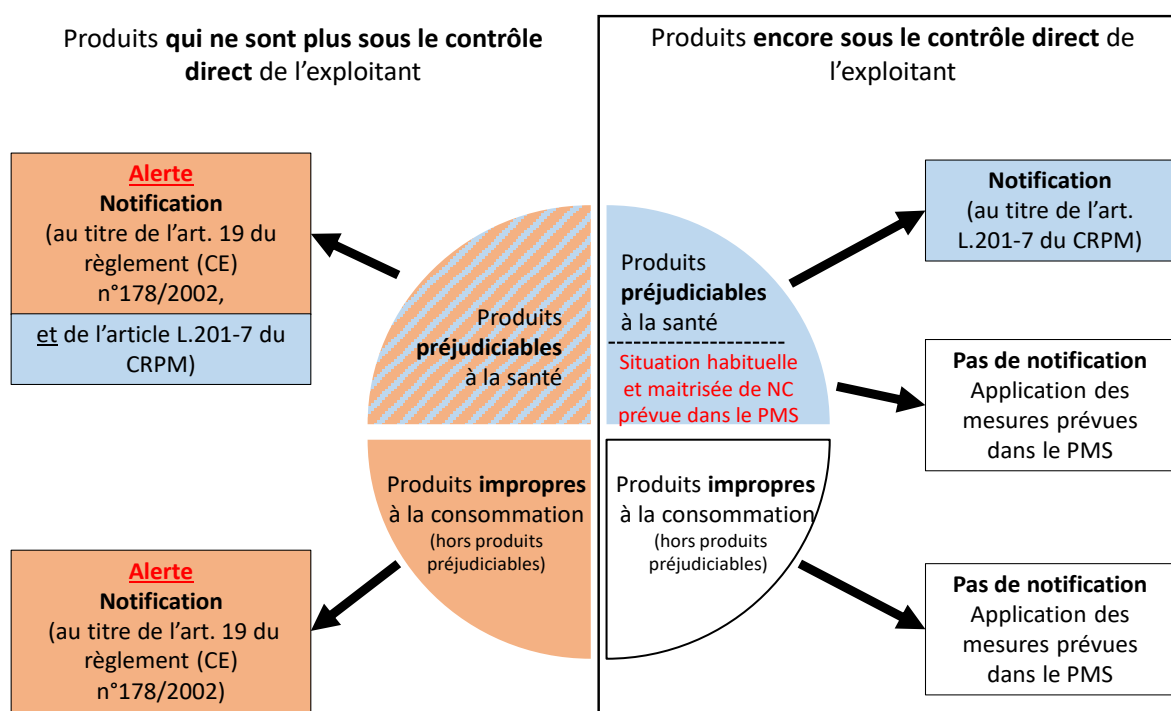 Produits qui ne sont plus sous le contrôle
direct de l'exploitant
Produits encore sous le contrôle direct de
l'exploitant
Alerte
Notification
(au titre de l'art. 19 du
règlement (CE)
n°178/2002,
et de l'article L.201-7 du
CRPM)
Produits
préjudiciables
à la santé
Produits
préjudiciables
à la santé
Situation habituelle
et maitrisée de NC
prévue dans le PMS
Notification
(au titre de l'art.
L.201-7 du CRPM)
Pas de notification
Application des
mesures prévues
dans le PMS
Produits impropres
à la consommation
(hors produits
préjudiciables)
Produits impropres
à la consommation
(hors produits
préjudiciables)
Alerte
Notification
(au titre de l'art. 19 du
règlement (CE)
n°178/2002)
Pas de notification
Application des
mesures prévues
dans le PMS